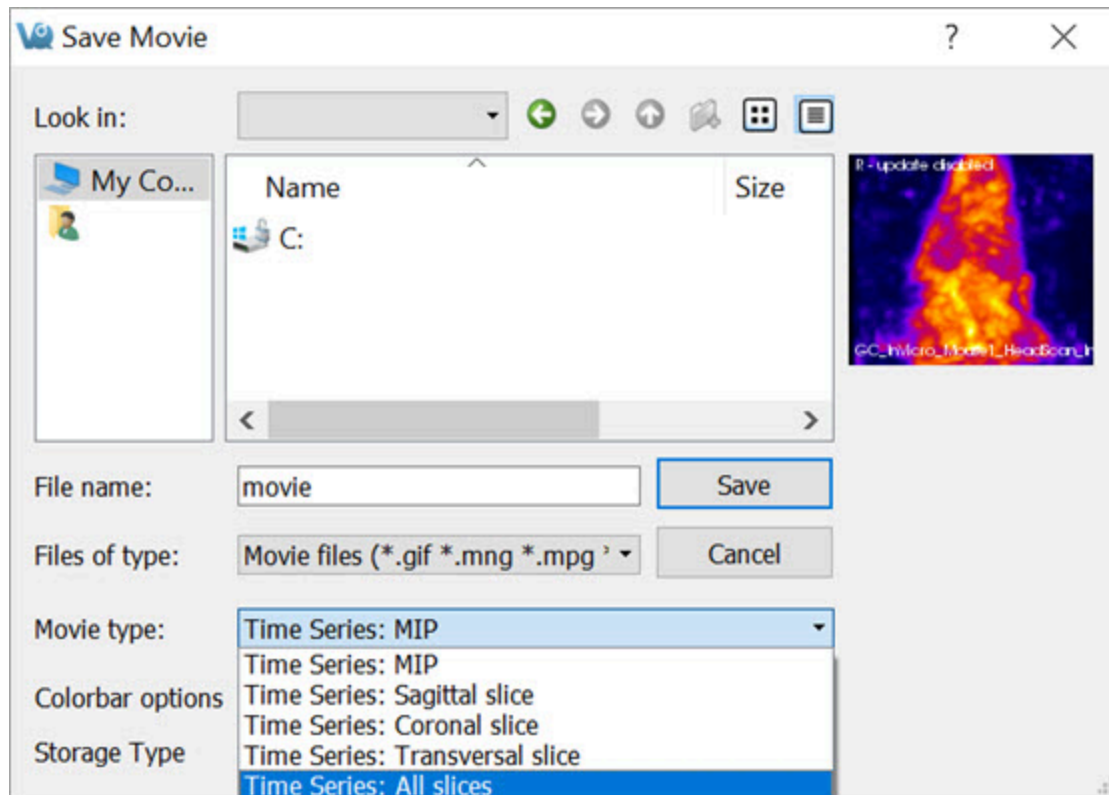 Save Movie
?
Look in:
My Co...
Name
Size
C:
R - update disabled
File name:
movie
Save
Files of type:
Movie files (*.gif *.mng *.mpg
Cancel
Movie type:
Time Series: MIP
Time Series: MIP
Time Series: Sagittal slice
Colorbar options
Time Series: Coronal slice
Storage Type
Time Series: Transversal slice
Time Series: All slices